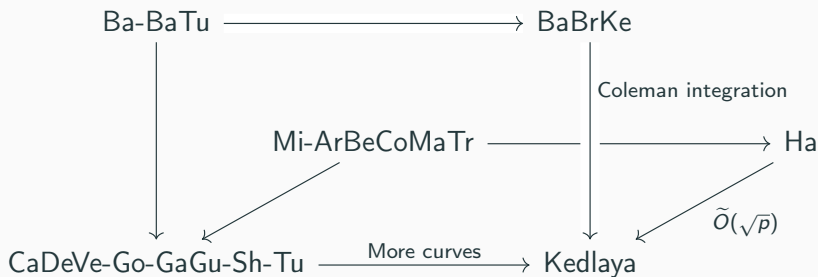 Ba-BaTu BaBrKe
Coleman integration
Mi-ArBeCoMaTr Ha
Õ(√p)
CaDeVe-Go-GaGu-Sh-Tu More curves Kedlaya